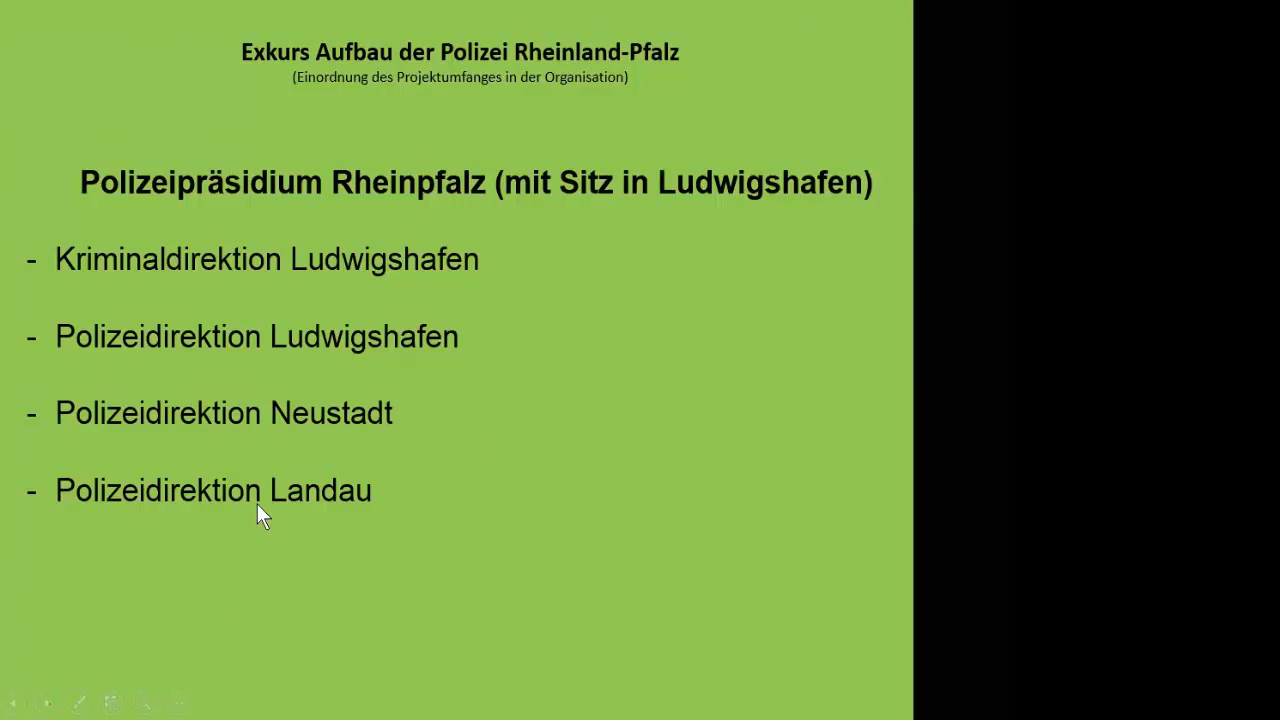 Exkurs Aufbau der Polizei Rheinland-Pfalz
(Einordnung des Projektumfanges in der Organisation)
Polizeipräsidium Rheinpfalz (mit Sitz in Ludwigshafen)
- Kriminaldirektion Ludwigshafen
- Polizeidirektion Ludwigshafen
- Polizeidirektion Neustadt
- Polizeidirektion Landau